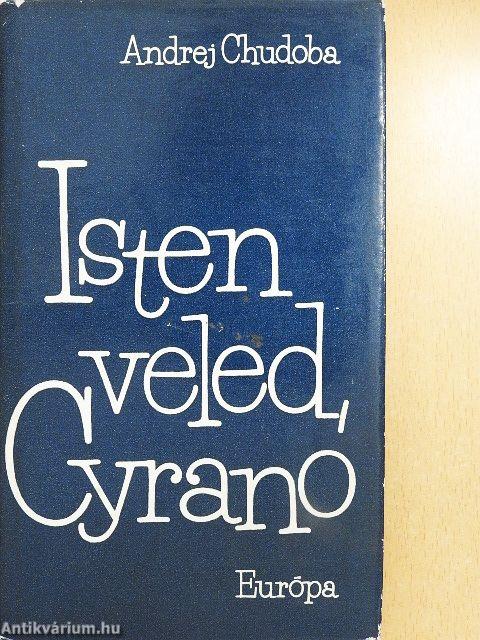 Andrej Chudoba
Isten
veled,
Cyrano
Európa
Antikvárium.hu